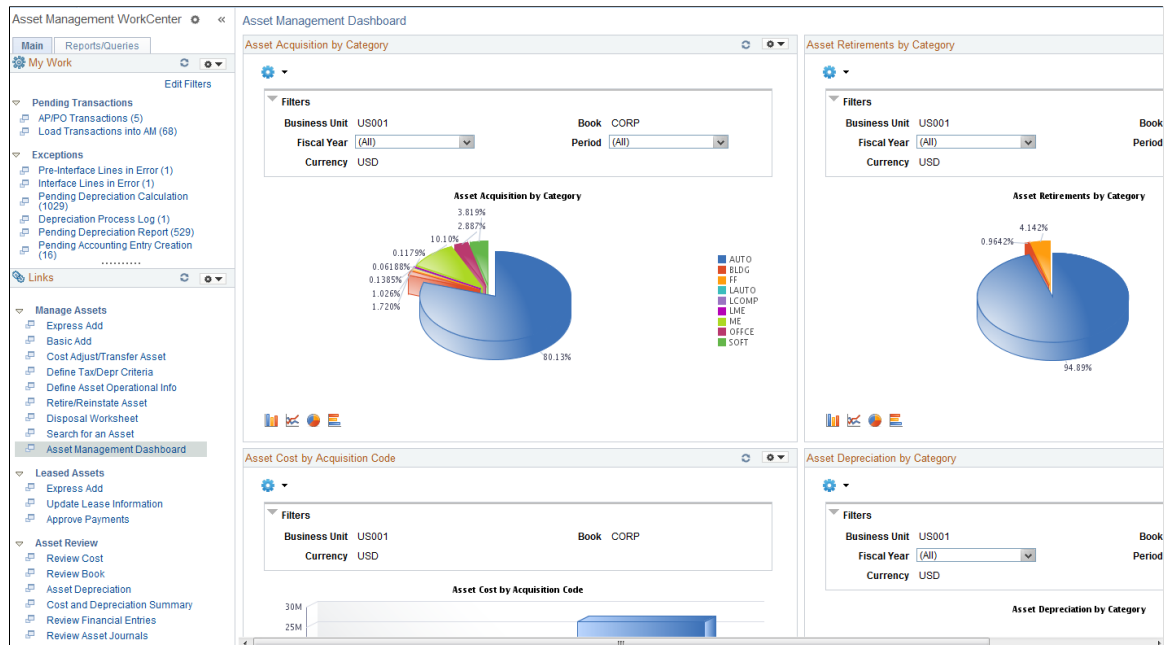 Asset Management WorkCenter «
Main Reports/Queries
My Work
Edit Filters
Pending Transactions
AP/PO Transactions (5)
Load Transactions into AM (68)
Exceptions
Pre-Interface Lines in Error (1)
Interface Lines in Error (1)
Pending Depreciation Calculation
(1029)
Depreciation Process Log (1)
Pending Depreciation Report (529)
Pending Accounting Entry Creation
(16)
Links
Manage Assets
Express Add
Basic Add
Cost Adjust/Transfer Asset
Define Tax/Depr Criteria
Define Asset Operational Info
Retire/Reinstate Asset
Disposal Worksheet
Search for an Asset
Asset Management Dashboard
Leased Assets
Express Add
Update Lease Information
Approve Payments
Asset Review
Review Cost
Review Book
Asset Depreciation
Cost and Depreciation Summary
Review Financial Entries
Review Asset Journals
Asset Management Dashboard
Asset Acquisition by Category
Filters
Business Unit US001 Book CORP
Fiscal Year (All) Period (All)
Currency USD
Asset Acquisition by Category
3.819%
2.887%
10.10%
0.1179%
0.06188%
0.1385%
1.026%
1.720%
80.13%
AUTO
BLDG
FF
LAUTO
LCOMP
LME
ME
OFFCE
SOFT
Asset Retirements by Category
Filters
Business Unit US001 Book
Fiscal Year (All) Period
Currency USD
Asset Retirements by Category
4.142%
0.9642%
94.89%
Asset Cost by Acquisition Code
Filters
Business Unit US001 Book CORP
Currency USD
Asset Cost by Acquisition Code
30M
25M
Asset Depreciation by Category
Filters
Business Unit US001 Book
Fiscal Year (All) Period
Currency USD
Asset Depreciation by Category